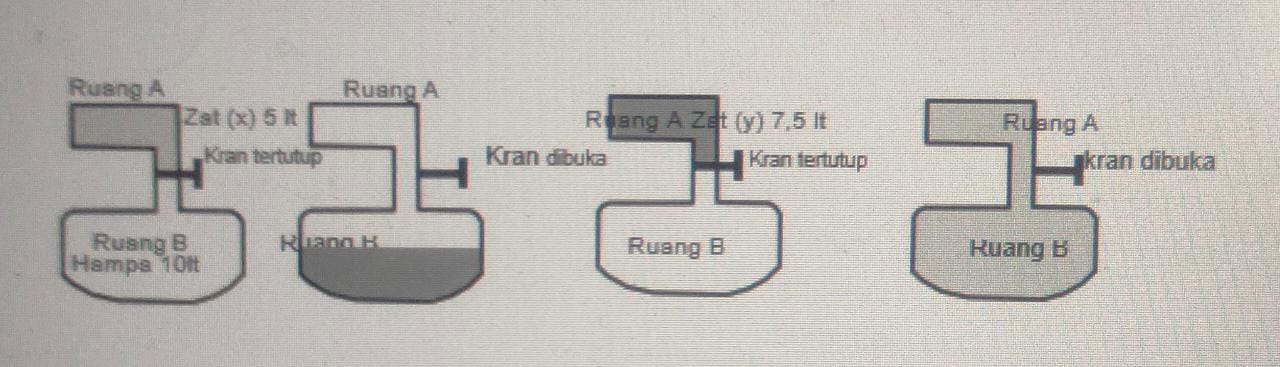 Ruang A
Zat (x) 5 lt
Kran tertutup
Ruang B
Hampa 10lt
Ruang A
Kran dibuka
Ruang B
Ruang A Zat (y) 7,5 lt
Kran tertutup
Ruang B
Ruang A
kran dibuka
Ruang B